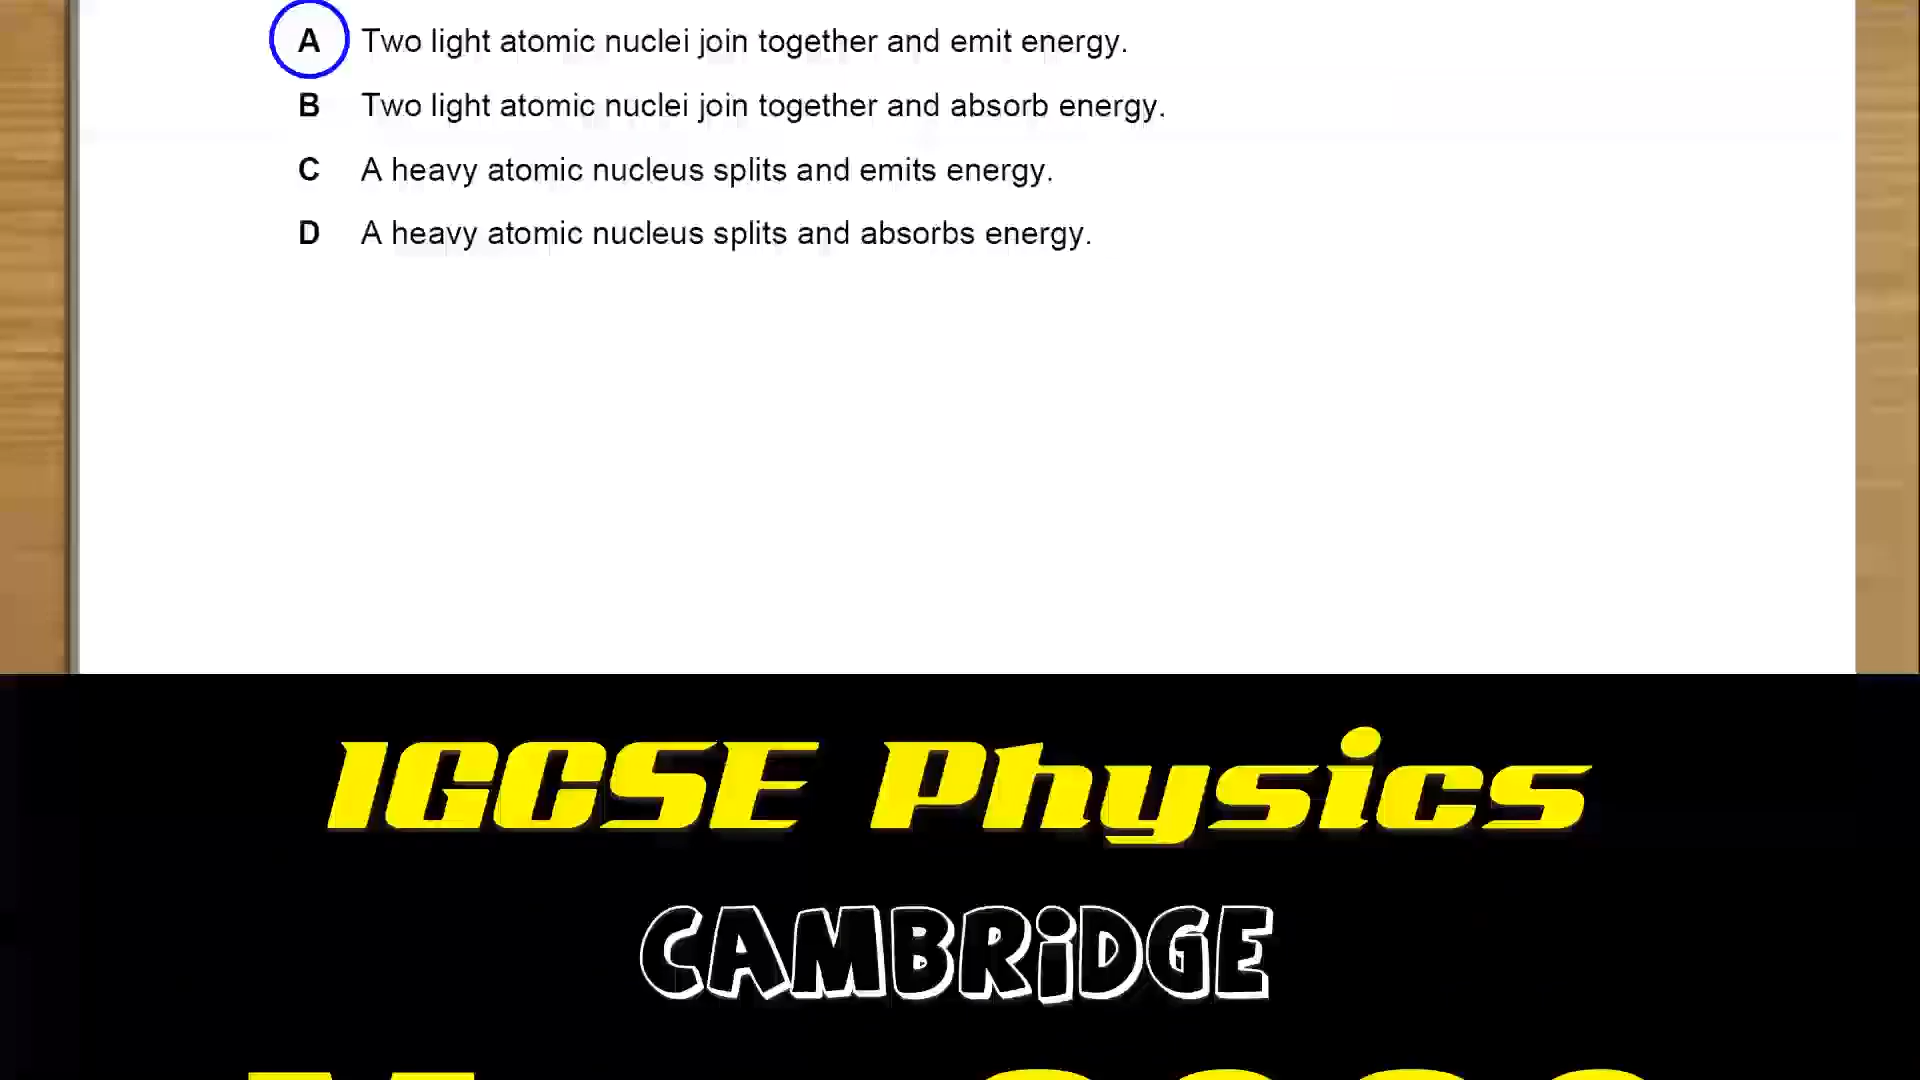 A Two light atomic nuclei join together and emit energy.
B Two light atomic nuclei join together and absorb energy.
C A heavy atomic nucleus splits and emits energy.
D A heavy atomic nucleus splits and absorbs energy.
IGCSE Physics
CAMBRiDGE